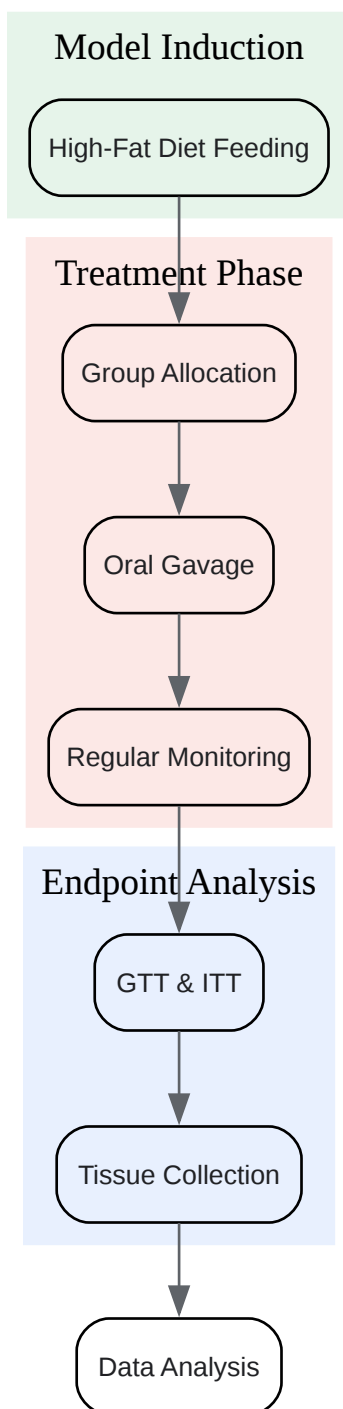 Model Induction
High-Fat Diet Feeding
Treatment Phase
Group Allocation
Oral Gavage
Regular Monitoring
Endpoint Analysis
GTT & ITT
Tissue Collection
Data Analysis